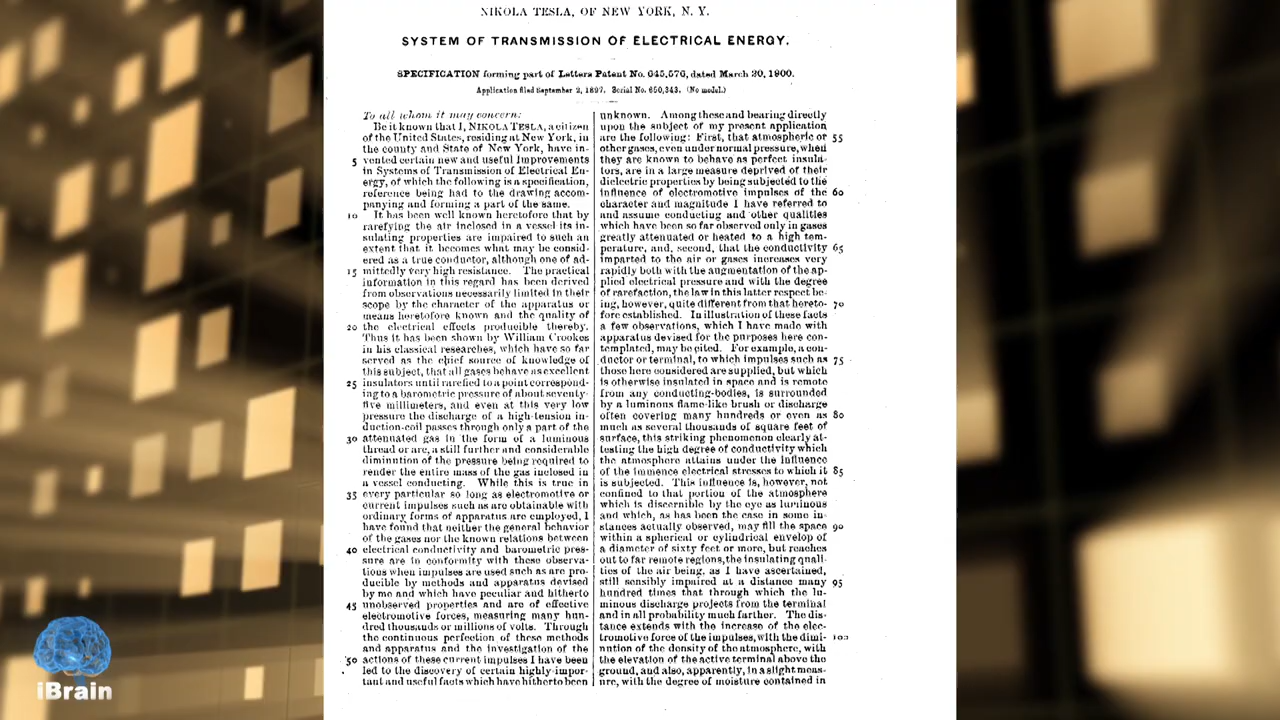 NIKOLA TESLA, OF NEW YORK, N. Y.
SYSTEM OF TRANSMISSION OF ELECTRICAL ENERGY.
SPECIFICATION forming part of Letters Patent No. 645,576, dated March 20, 1900.
Application filed September 2, 1897. Serial No. 650,343. (No model.)
To all whom it may concern:
Be it known that I, NIKOLA TESLA, a citizen
of the United States, residing at New York, in
the county and State of New York, have in-
5 vented certain new and useful Improvements
in Systems of Transmission of Electrical En-
ergy, of which the following is a specification,
reference being had to the drawing accom-
panying and forming a part of the same.
10 It has been well known heretofore that by
rarefying the air inclosed in a vessel its in-
sulating properties are impaired to such an
extent that it becomes what may be consid-
ered as a true conductor, although one of ad-
15 mittedly very high resistance. The practical
information in this regard has been derived
from observations necessarily limited in their
scope by the character of the apparatus or
means heretofore known and the quality of
20 the electrical effects producible thereby.
Thus it has been shown by William Crookes
in his classical researches, which have so far
served as the chief source of knowledge of
this subject, that all gases behave as excellent
25 insulators until rarefied to a point correspond-
ing to a barometric pressure of about seventy-
five millimeters, and even at this very low
pressure the discharge of a high-tension in-
duction-coil passes through only a part of the
30 attenuated gas in the form of a luminous
thread or arc, a still further and considerable
diminution of the pressure being required to
render the entire mass of the gas inclosed in
a vessel conducting. While this is true in
35 every particular so long as electromotive or
current impulses such as are obtainable with
ordinary forms of apparatus are employed, I
have found that neither the general behavior
of the gases nor the known relations between
40 electrical conductivity and barometric pres-
sure are in conformity with these observa-
tions when impulses are used such as are pro-
ducible by methods and apparatus devised
by me and which have peculiar and hitherto
45 unobserved properties and are of effective
electromotive forces, measuring many hun-
dred thousands or millions of volts. Through
the continuous perfection of these methods
and apparatus and the investigation of the
50 actions of these current impulses I have been
led to the discovery of certain highly-impor-
tant and useful facts which have hitherto been
unknown. Among these and bearing directly
upon the subject of my present application
are the following: First, that atmospheric or 55
other gases, even under normal pressure, when
they are known to behave as perfect insula-
tors, are in a large measure deprived of their
dielectric properties by being subjected to the
influence of electromotive impulses of the 60
character and magnitude I have referred to
and assume conducting and other qualities
which have been so far observed only in gases
greatly attenuated or heated to a high tem-
perature, and, second, that the conductivity 65
imparted to the air or gases increases very
rapidly both with the augmentation of the ap-
plied electrical pressure and with the degree
of rarefaction, the law in this latter respect be-
ing, however, quite different from that hereto- 70
fore established. In illustration of these facts
a few observations, which I have made with
apparatus devised for the purposes here con-
templated, may be cited. For example, a con-
ductor or terminal, to which impulses such as 75
those here considered are supplied, but which
is otherwise insulated in space and is remote
from any conducting-bodies, is surrounded
by a luminous flame-like brush or discharge
often covering many hundreds or even as 80
much as several thousands of square feet of
surface, this striking phenomenon clearly at-
testing the high degree of conductivity which
the atmosphere attains under the influence
of the immense electrical stresses to which it 85
is subjected. This influence is, however, not
confined to that portion of the atmosphere
which is discernible by the eye as luminous
and which, as has been the case in some in-
stances actually observed, may fill the space 90
within a spherical or cylindrical envelop of
a diameter of sixty feet or more, but reaches
out to far remote regions, the insulating quali-
ties of the air being, as I have ascertained,
still sensibly impaired at a distance many 95
hundred times that through which the lu-
minous discharge projects from the terminal
and in all probability much farther. The dis-
tance extends with the increase of the elec-
tromotive force of the impulses, with the dimi- 100
nution of the density of the atmosphere, with
the elevation of the active terminal above the
ground, and also, apparently, in a slight meas-
ure, with the degree of moisture contained in
iBrain